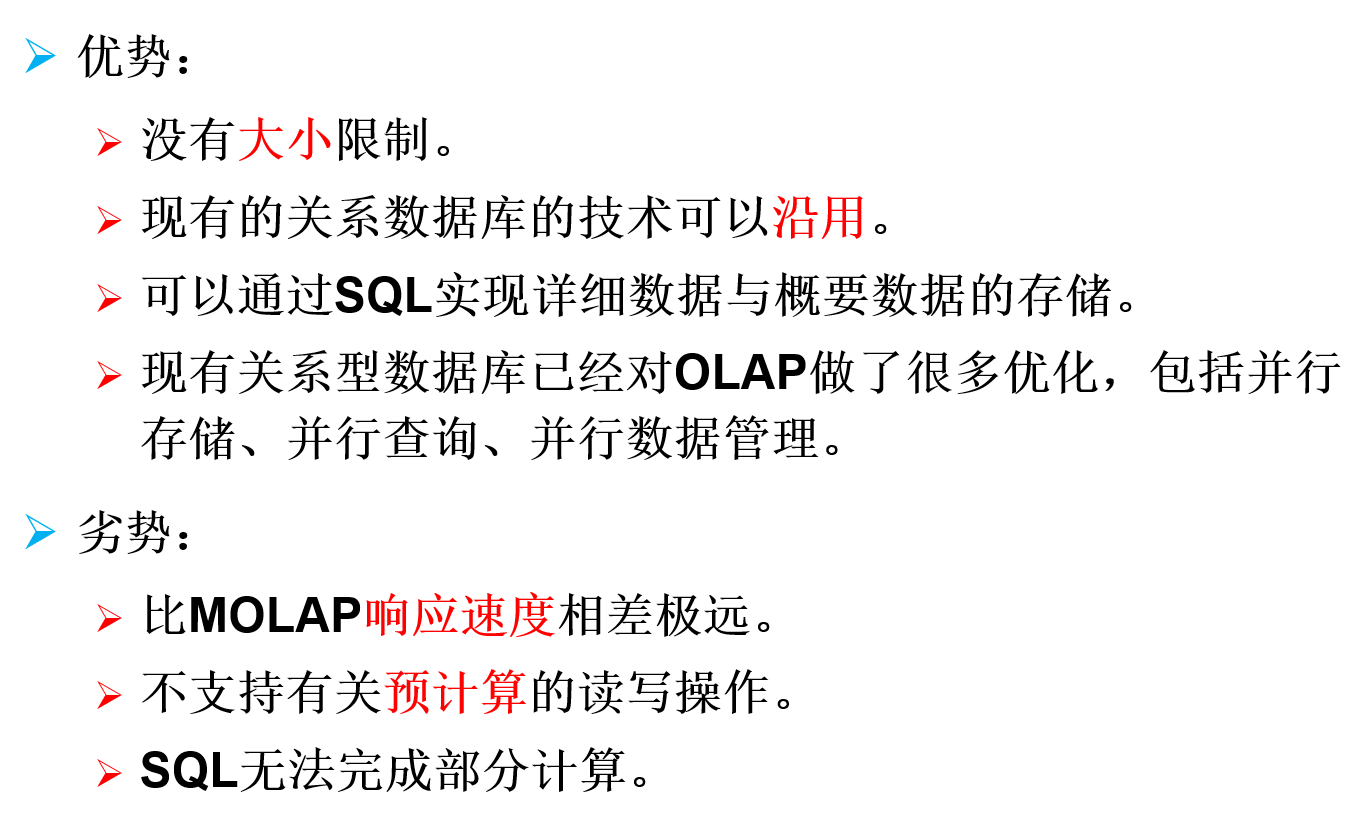 优势：
没有大小限制。
现有的关系数据库的技术可以沿用。
可以通过SQL实现详细数据与概要数据的存储。
现有关系型数据库已经对OLAP做了很多优化，包括并行
存储、并行查询、并行数据管理。
劣势：
比MOLAP响应速度相差极远。
不支持有关预计算的读写操作。
SQL无法完成部分计算。